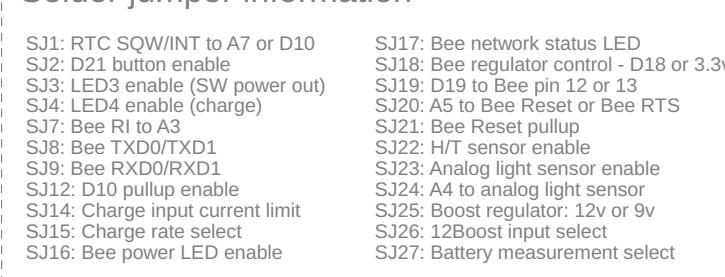 Solder jumper information
SJ1: RTC SQW/INT to A7 or D10
SJ2: D21 button enable
SJ3: LED3 enable (SW power out)
SJ4: LED4 enable (charge)
SJ7: Bee RI to A3
SJ8: Bee TXD0/TXD1
SJ9: Bee RXD0/RXD1
SJ12: D10 pullup enable
SJ14: Charge input current limit
SJ15: Charge rate select
SJ16: Bee power LED enable
SJ17: Bee network status LED
SJ18: Bee regulator control - D18 or 3.3v
SJ19: D19 to Bee pin 12 or 13
SJ20: A5 to Bee Reset or Bee RTS
SJ21: Bee Reset pullup
SJ22: H/T sensor enable
SJ23: Analog light sensor enable
SJ24: A4 to analog light sensor
SJ25: Boost regulator: 12v or 9v
SJ26: 12Boost input select
SJ27: Battery measurement select